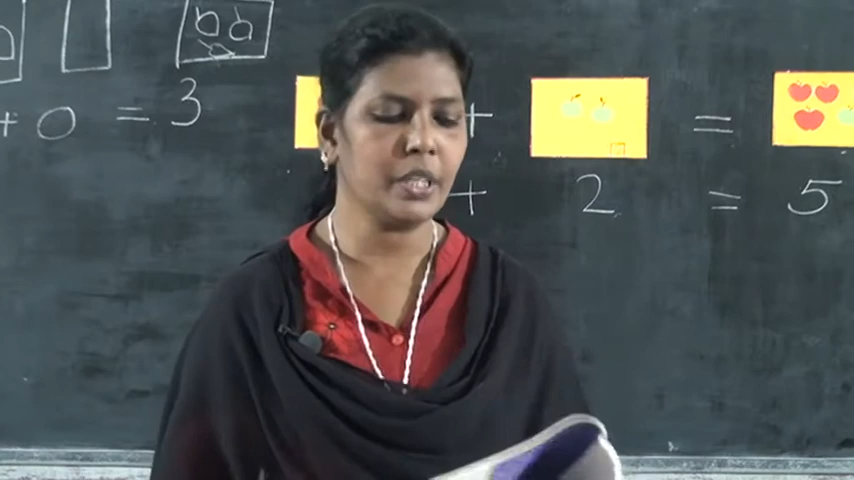 + 0 = 3
+ =
+ 2 = 5